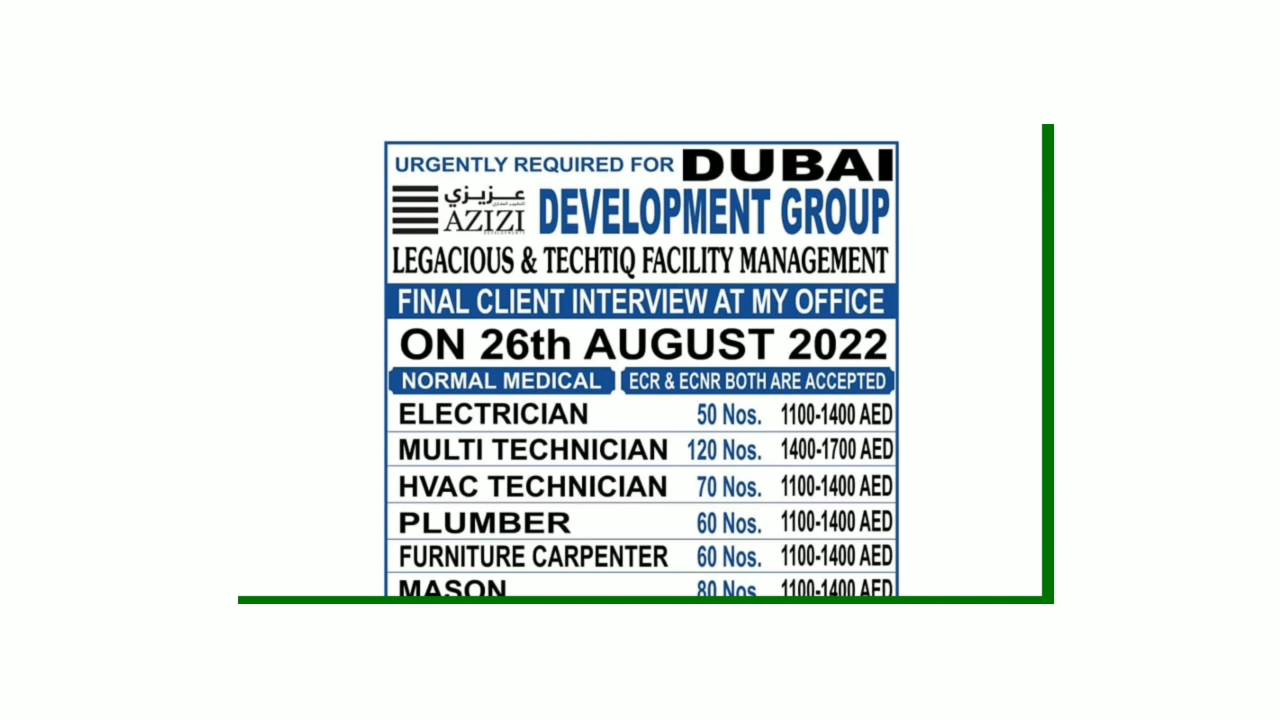 URGENTLY REQUIRED FOR DUBAI
عـــزيــزي
AZIZI
DEVELOPMENT GROUP
LEGACIOUS & TECHTIQ FACILITY MANAGEMENT
FINAL CLIENT INTERVIEW AT MY OFFICE
ON 26th AUGUST 2022
NORMAL MEDICAL ECR & ECNR BOTH ARE ACCEPTED
ELECTRICIAN 50 Nos. 1100-1400 AED
MULTI TECHNICIAN 120 Nos. 1400-1700 AED
HVAC TECHNICIAN 70 Nos. 1100-1400 AED
PLUMBER 60 Nos. 1100-1400 AED
FURNITURE CARPENTER 60 Nos. 1100-1400 AED
MASON 80 Nos 1100-1400 AED